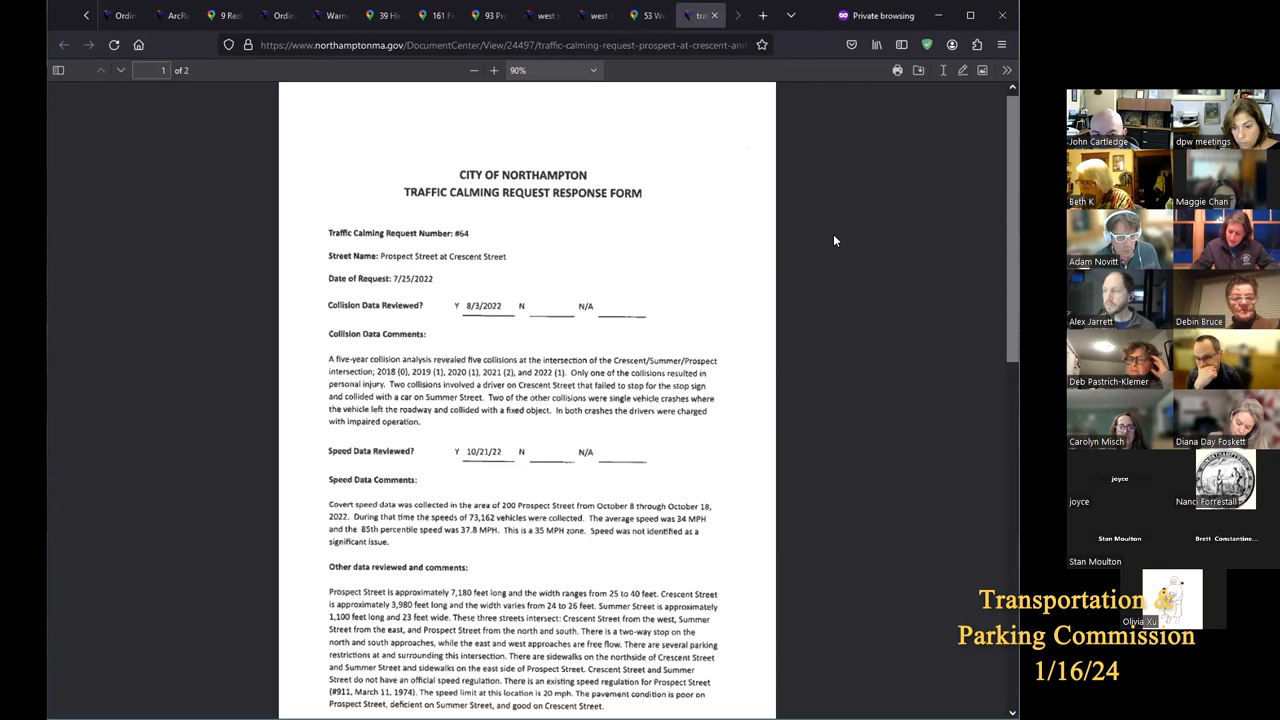 Ordin
ArcR
9 Red
Ordin
Warn
39 Hi
161 F
93 Pro
west s
west s
53 We
tra
Private browsing
https://www.northamptonma.gov/DocumentCenter/View/24497/traffic-calming-request-prospect-at-crescent-and
1 of 2
90%
CITY OF NORTHAMPTON
TRAFFIC CALMING REQUEST RESPONSE FORM
Traffic Calming Request Number: #64
Street Name: Prospect Street at Crescent Street
Date of Request: 7/25/2022
Collision Data Reviewed? Y 8/3/2022 N N/A
Collision Data Comments:
A five-year collision analysis revealed five collisions at the intersection of the Crescent/Summer/Prospect
intersection; 2018 (0), 2019 (1), 2020 (1), 2021 (2), and 2022 (1). Only one of the collisions resulted in
personal injury. Two collisions involved a driver on Crescent Street that failed to stop for the stop sign
and collided with a car on Summer Street. Two of the other collisions were single vehicle crashes where
the vehicle left the roadway and collided with a fixed object. In both crashes the drivers were charged
with impaired operation.
Speed Data Reviewed? Y 10/21/22 N N/A
Speed Data Comments:
Covert speed data was collected in the area of 200 Prospect Street from October 8 through October 18,
2022. During that time the speeds of 73,162 vehicles were collected. The average speed was 34 MPH
and the 85th percentile speed was 37.8 MPH. This is a 35 MPH zone. Speed was not identified as a
significant issue.
Other data reviewed and comments:
Prospect Street is approximately 7,180 feet long and the width ranges from 25 to 40 feet. Crescent Street
is approximately 3,980 feet long and the width varies from 24 to 26 feet. Summer Street is approximately
1,100 feet long and 23 feet wide. These three streets intersect: Crescent Street from the west, Summer
Street from the east, and Prospect Street from the north and south. There is a two-way stop on the
north and south approaches, while the east and west approaches are free flow. There are several parking
restrictions at and surrounding this intersection. There are sidewalks on the northside of Crescent Street
and Summer Street and sidewalks on the east side of Prospect Street. Crescent Street and Summer
Street do not have an official speed regulation. There is an existing speed regulation for Prospect Street
(#911, March 11, 1974). The speed limit at this location is 20 mph. The pavement condition is poor on
Prospect Street, deficient on Summer Street, and good on Crescent Street.
John Cartledge
dpw meetings
Beth K
Maggie Chan
Adam Novitt
Alex Jarrett
Debin Bruce
Deb Pastrich-Klemer
Carolyn Misch
Diana Day Foskett
joyce
joyce
Nanci Forrestall
Stan Moulton
Brett Constantine...
Stan Moulton
Olivia Xu
Transportation &
Parking Commission
1/16/24